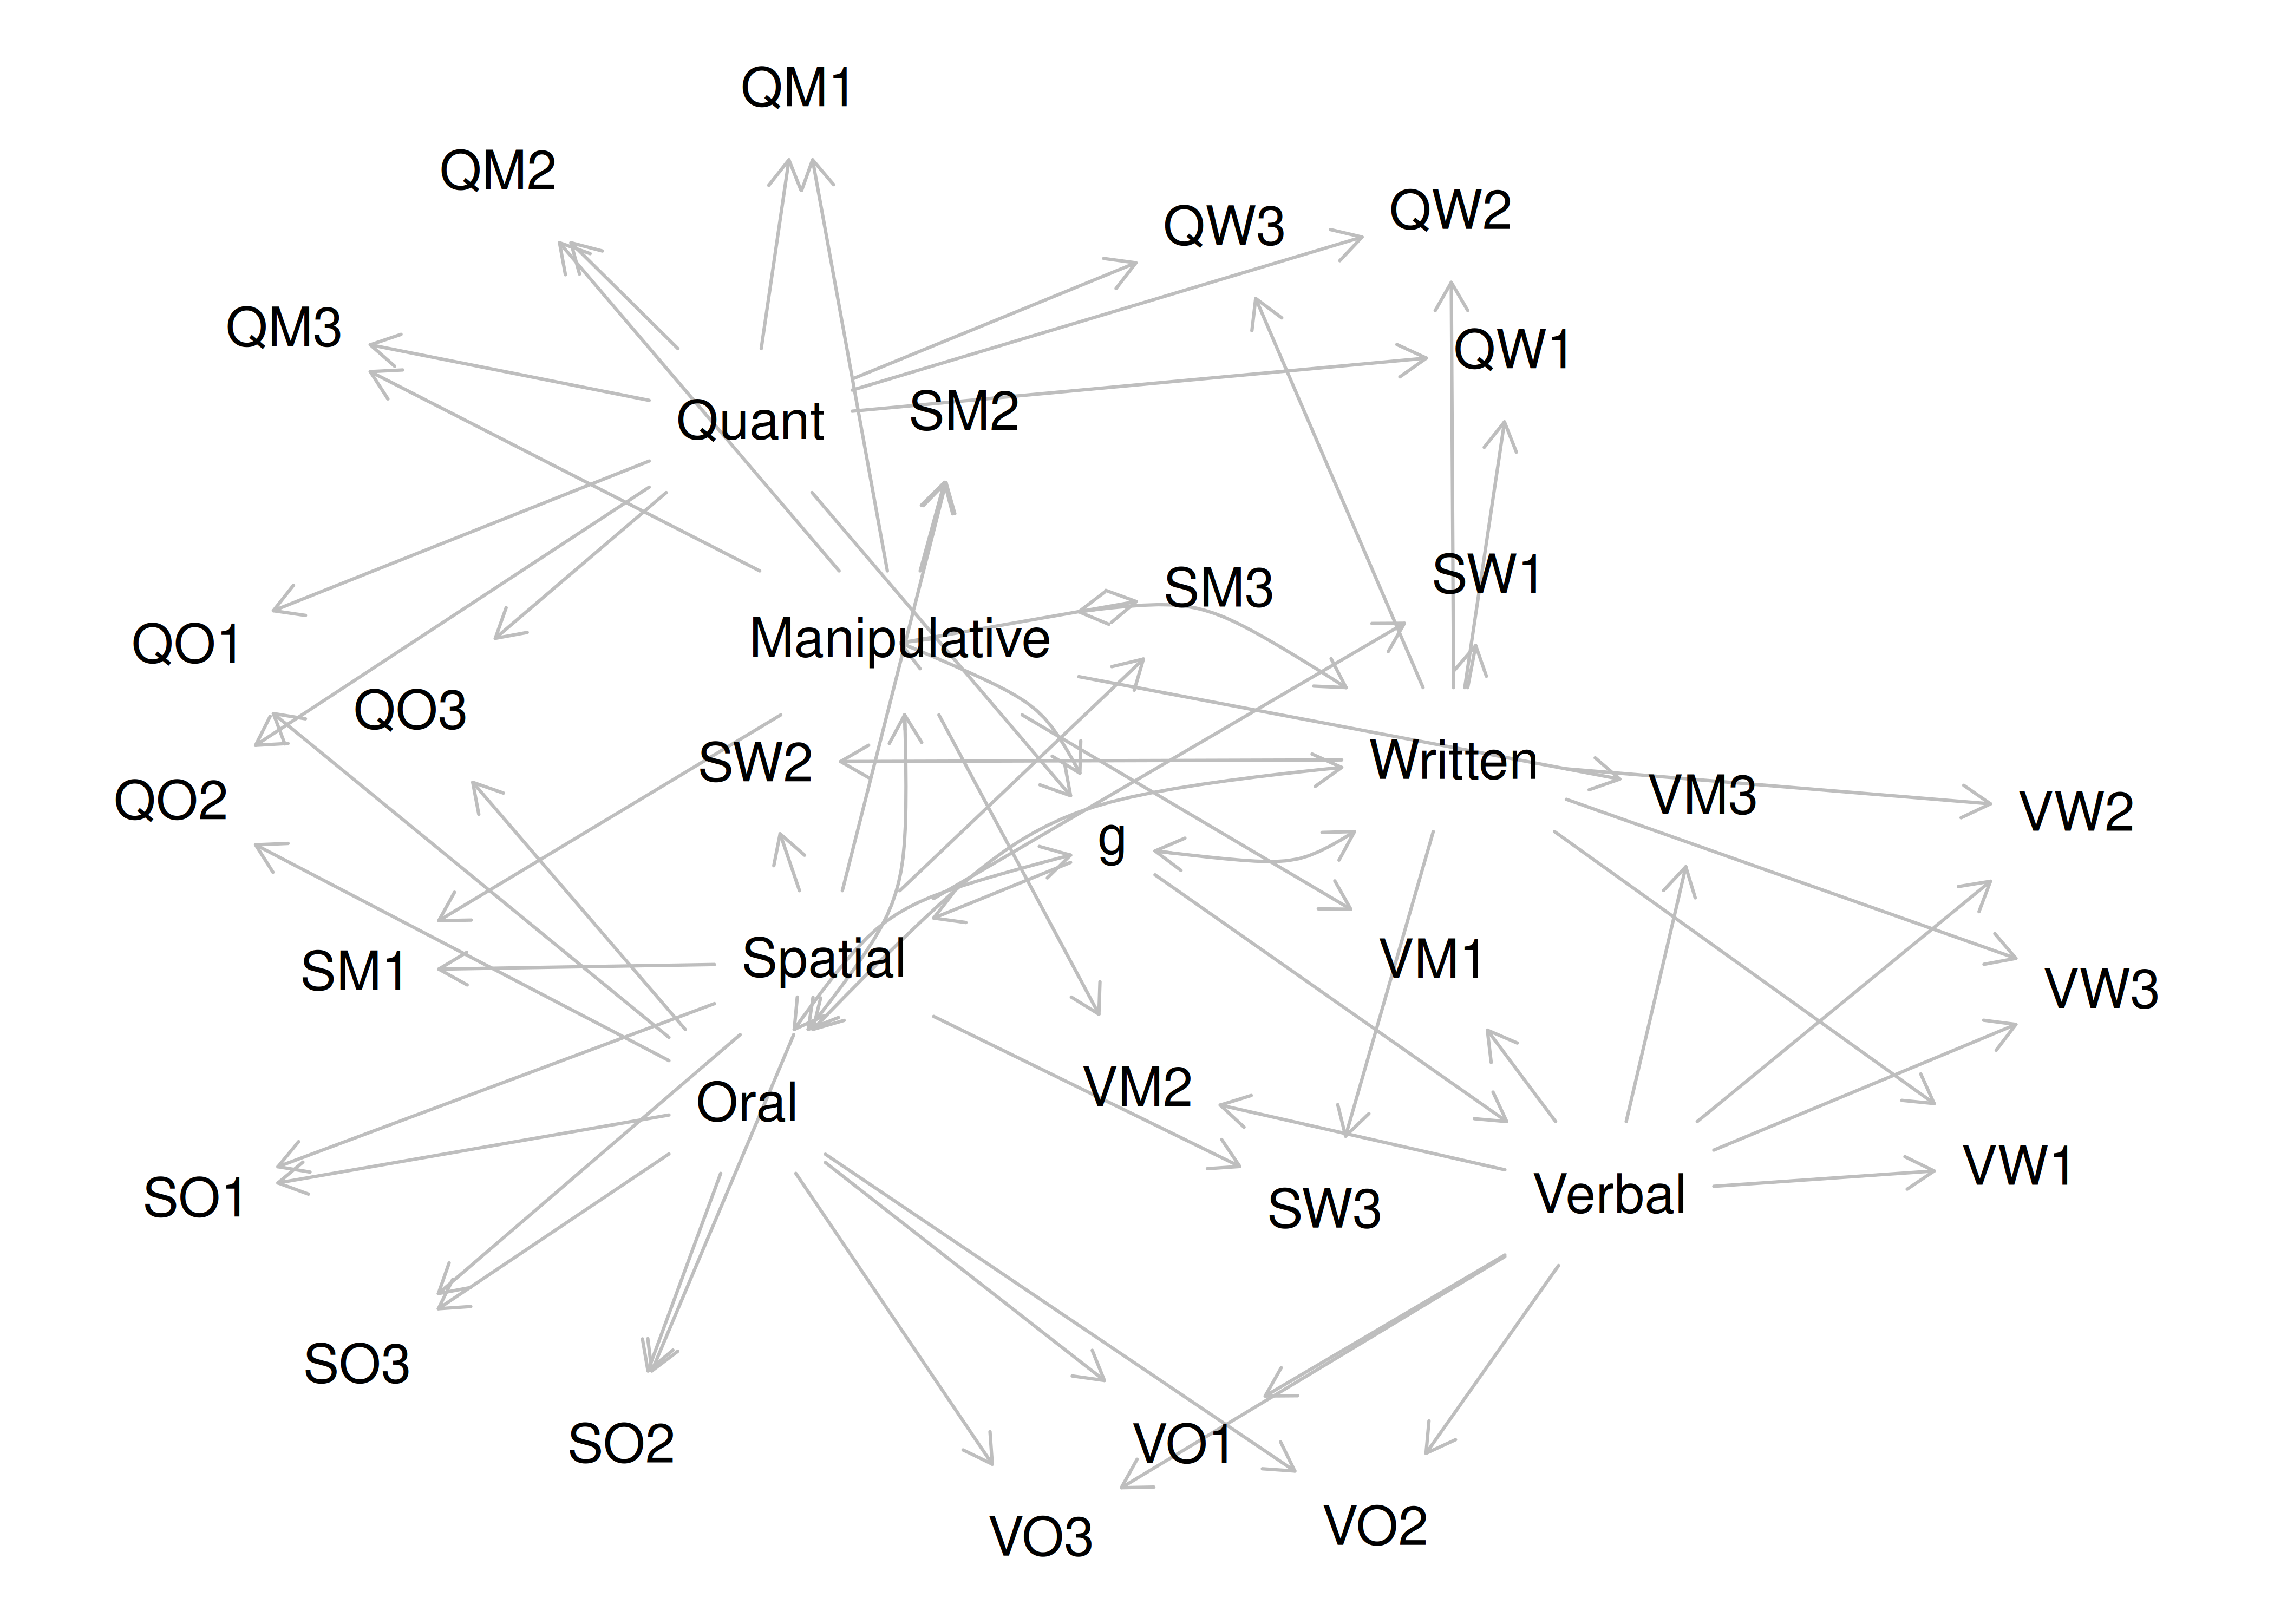 QM1
QM2
QW2
QW3
QM3
QW1
SM2
Quant
SW1
SM3
Manipulative
QO1
QO3
SW2
Written
VM3
QO2
VW2
g
Spatial
VM1
SM1
VW3
VM2
Oral
VW1
SO1
Verbal
SW3
SO3
SO2
VO1
VO2
VO3